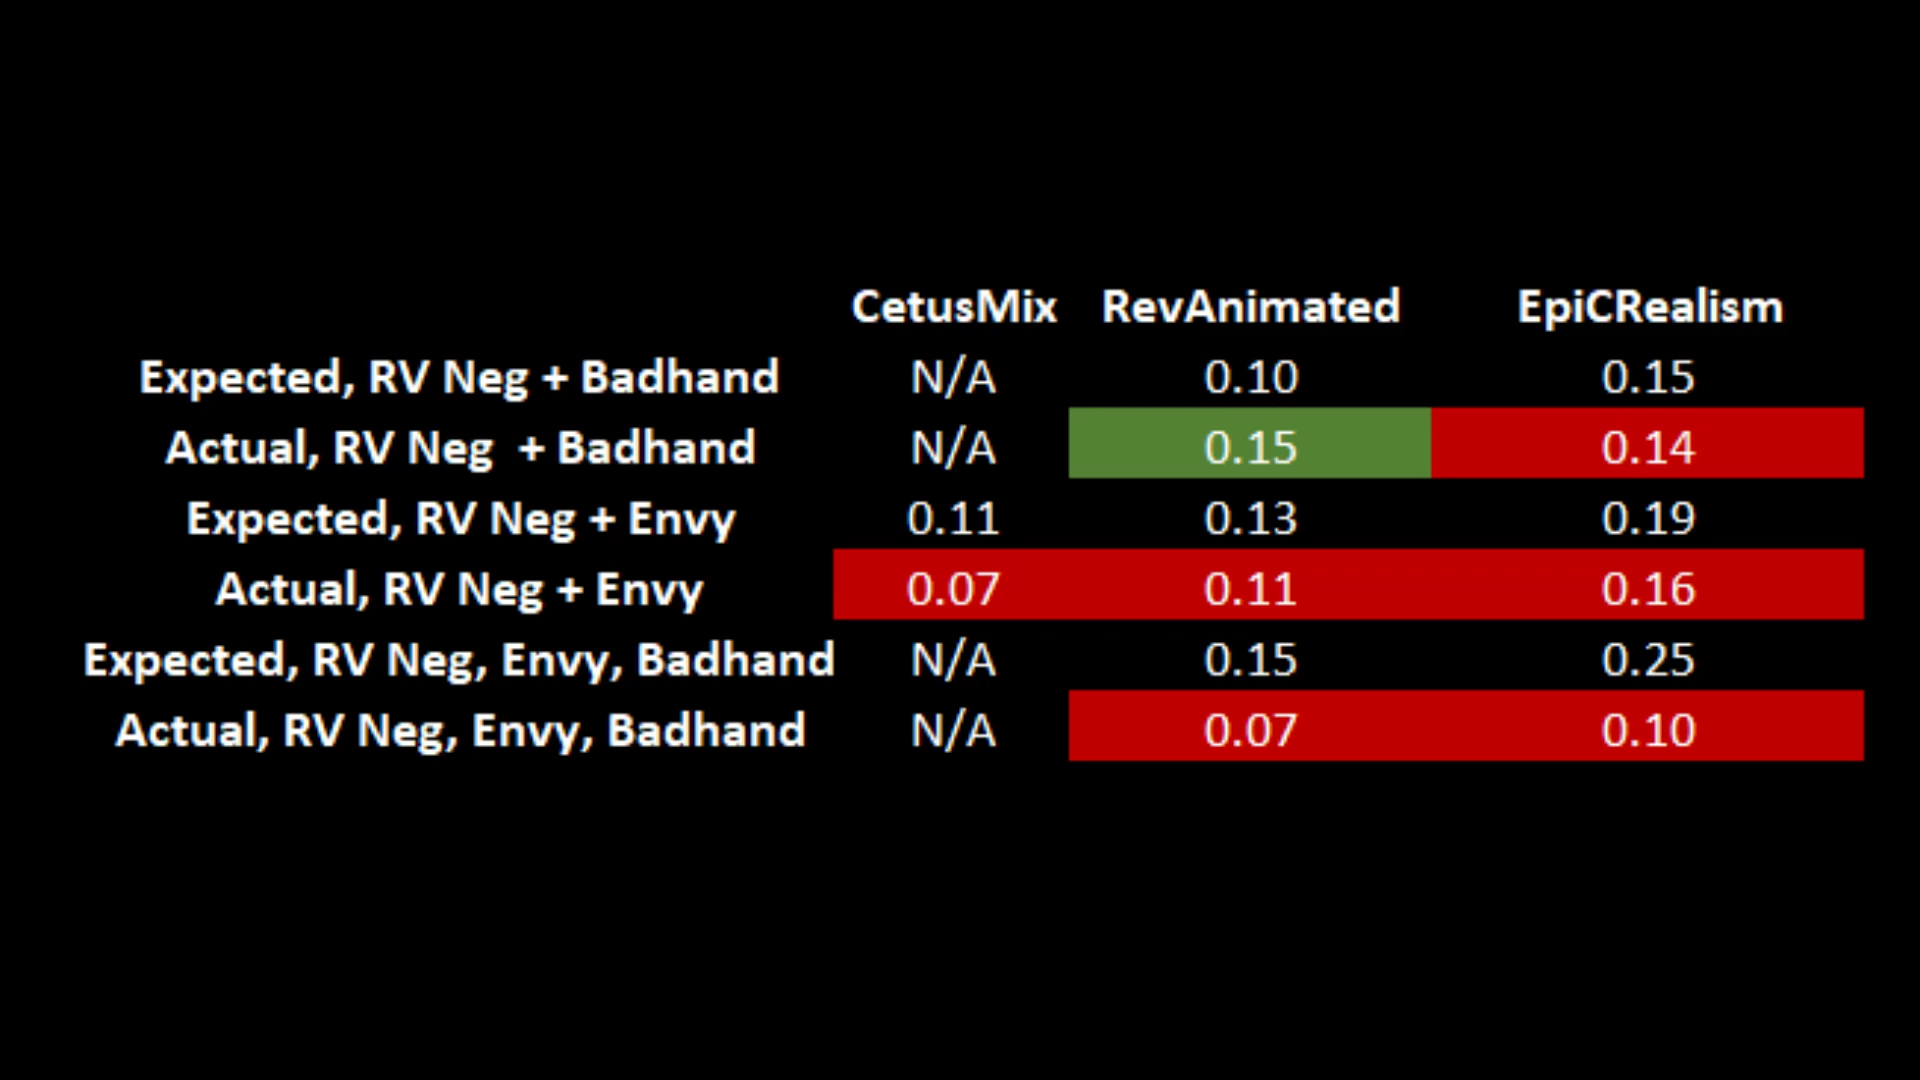 CetusMix RevAnimated EpiCRealism
Expected, RV Neg + Badhand N/A 0.10 0.15
Actual, RV Neg + Badhand N/A 0.15 0.14
Expected, RV Neg + Envy 0.11 0.13 0.19
Actual, RV Neg + Envy 0.07 0.11 0.16
Expected, RV Neg, Envy, Badhand N/A 0.15 0.25
Actual, RV Neg, Envy, Badhand N/A 0.07 0.10